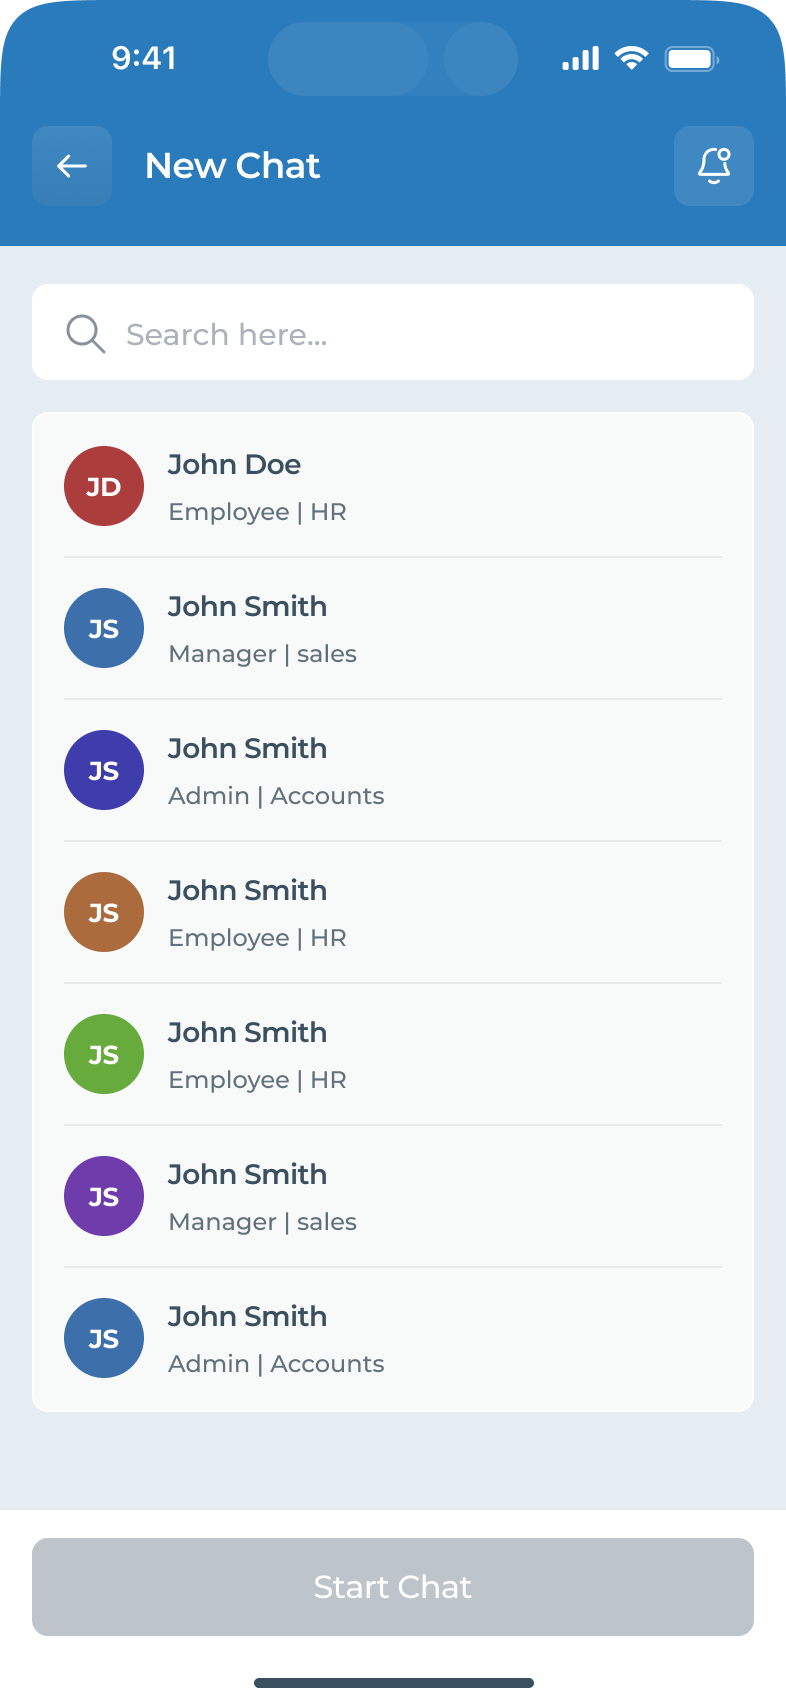 9:41
New Chat
Search here...
JD
John Doe
Employee | HR
JS
John Smith
Manager | sales
JS
John Smith
Admin | Accounts
JS
John Smith
Employee | HR
JS
John Smith
Employee | HR
JS
John Smith
Manager | sales
JS
John Smith
Admin | Accounts
Start Chat